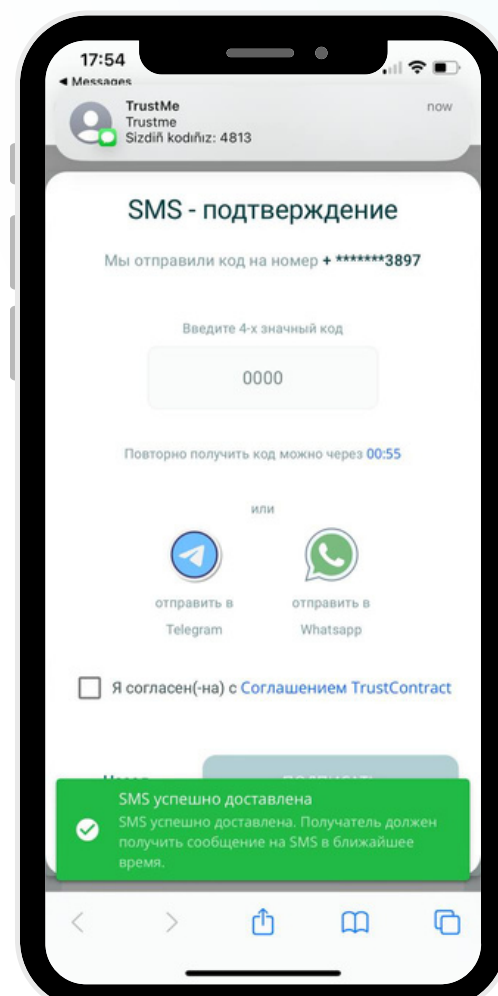 17:54
Messages
TrustMe
now
Trustme
Sizdiñ kodıñız: 4813
SMS - подтверждение
Мы отправили код на номер + *******3897
Введите 4-х значный код
0000
Повторно получить код можно через 00:55
или
отправить в
Telegram
отправить в
Whatsapp
Я согласен(-на) с Соглашением TrustContract
SMS успешно доставлена
SMS успешно доставлена. Получатель должен
получить сообщение на SMS в ближайшее
время.